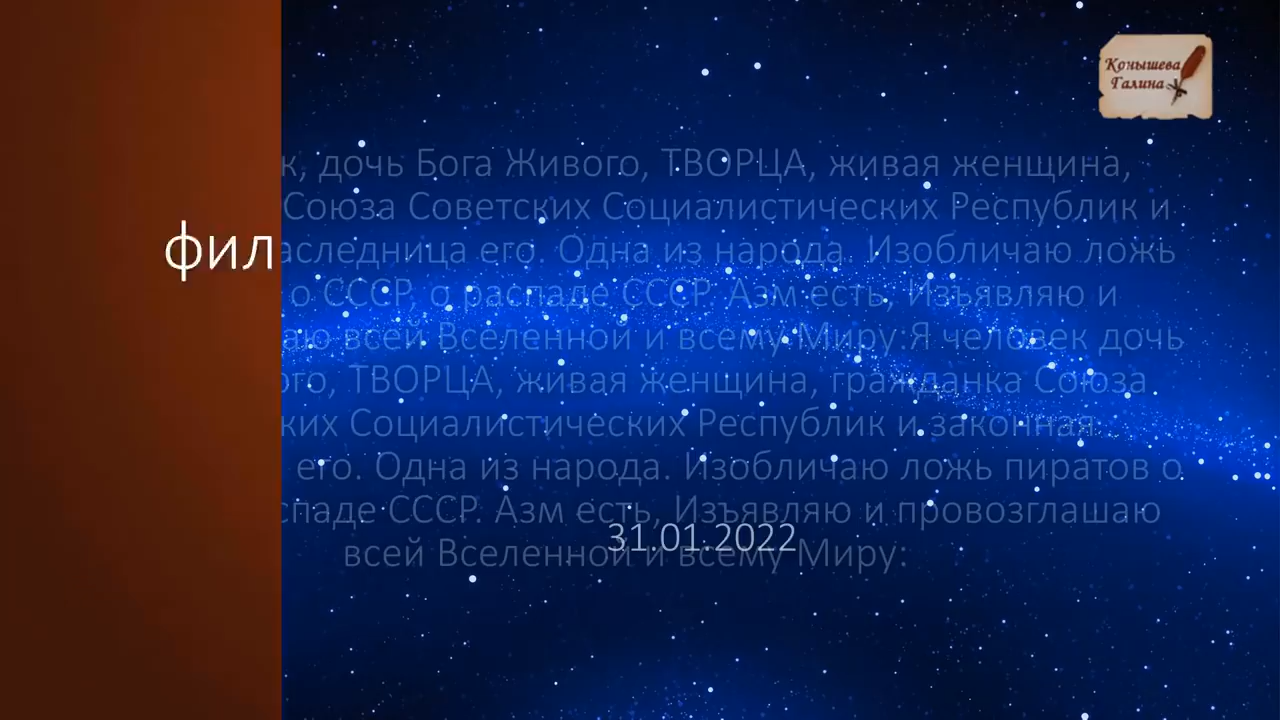 Конышева
Галина
к, дочь Бога Живого, ТВОРЦА, живая женщина,
Союза Советских Социалистических Республик и
фил
аследница его. Одна из народа. Изобличаю ложь
о СССР, о распаде СССР. Азм есть, Изъявляю и
аю всей Вселенной и всему Миру:Я человек дочь
ого, ТВОРЦА, живая женщина, гражданка Союза
ких Социалистических Республик и законная
его. Одна из народа. Изобличаю ложь пиратов о
спаде СССР. Азм есть, Изъявляю и провозглашаю
31.01.2022
всей Вселенной и всему Миру: